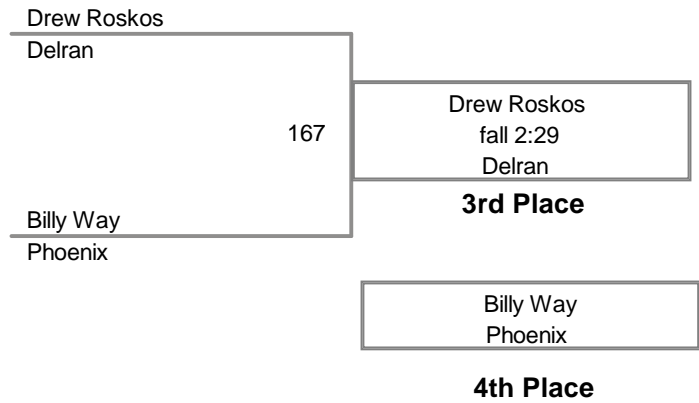 Drew Roskos
Delran
167
Drew Roskos
fall 2:29
Delran
3rd Place
Billy Way
Phoenix
Billy Way
Phoenix
4th Place